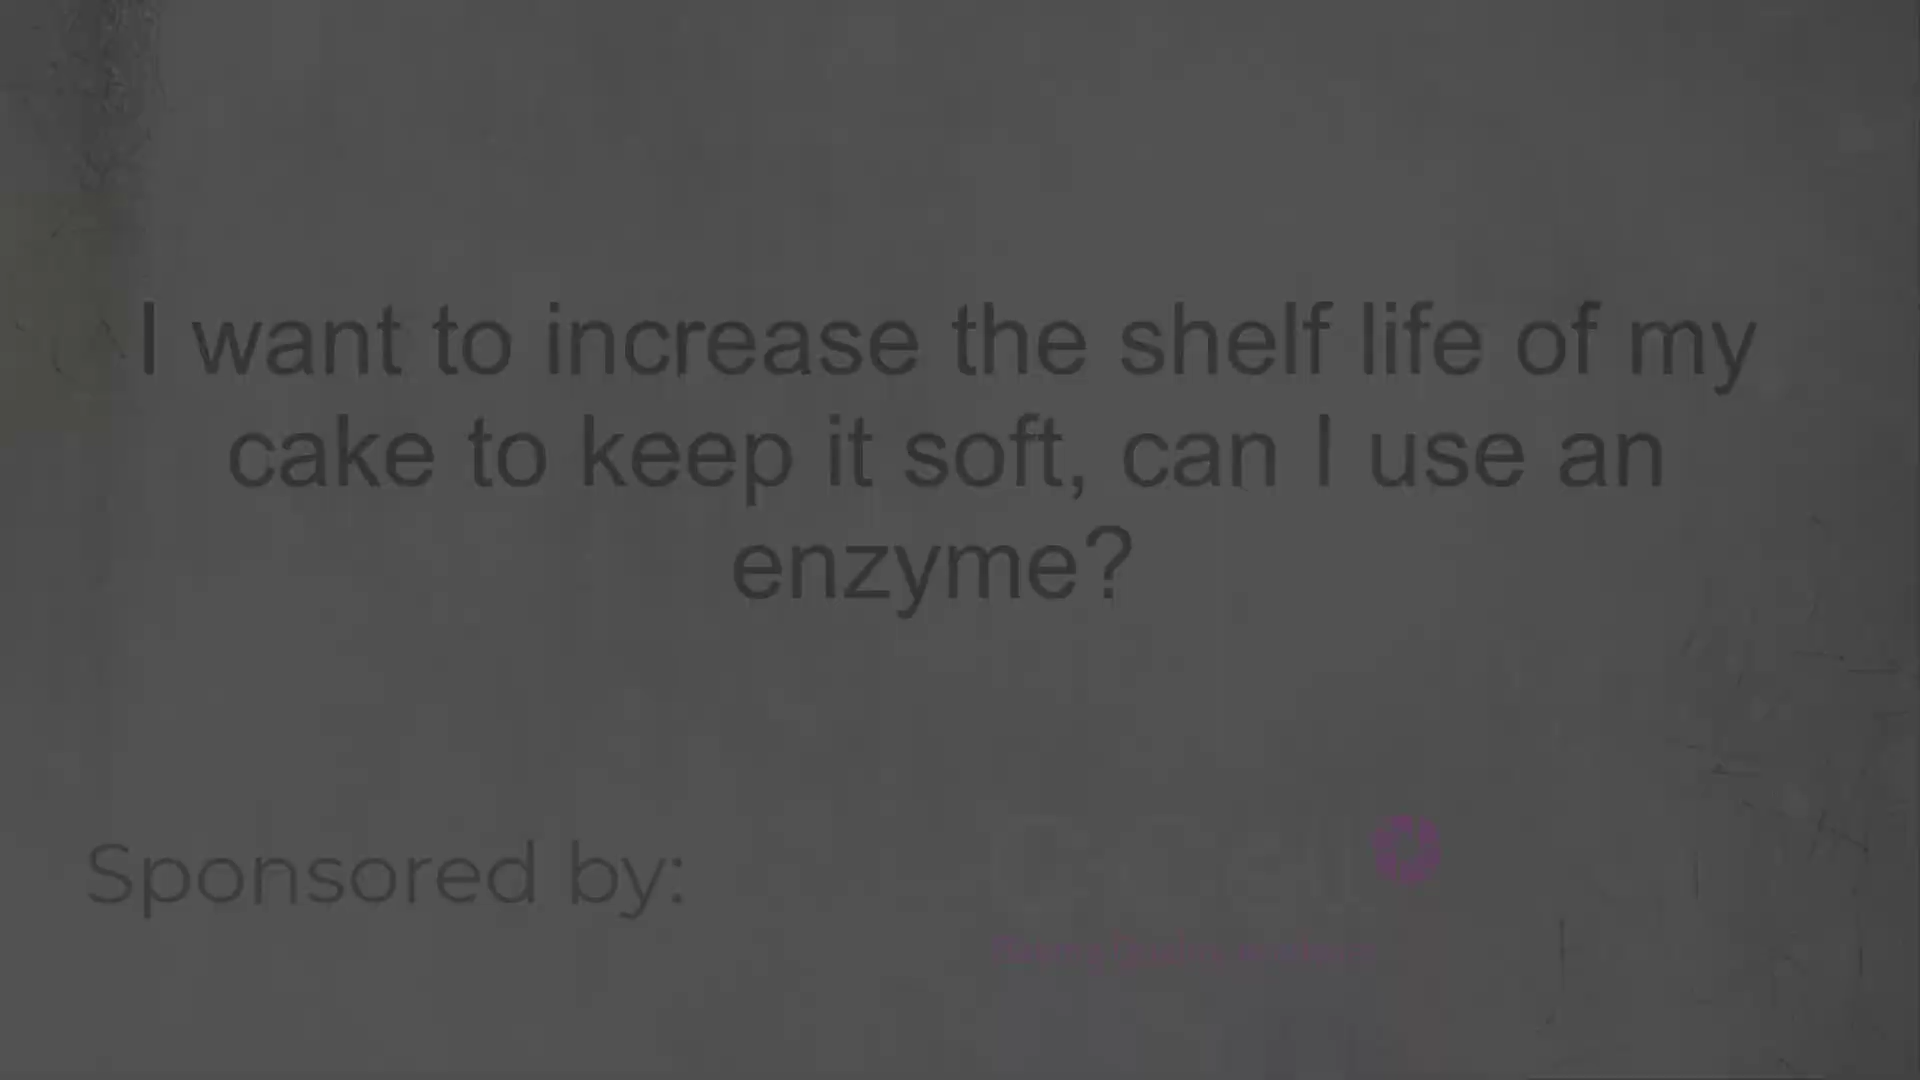 I want to increase the shelf life of my
cake to keep it soft, can I use an
enzyme?
Sponsored by: